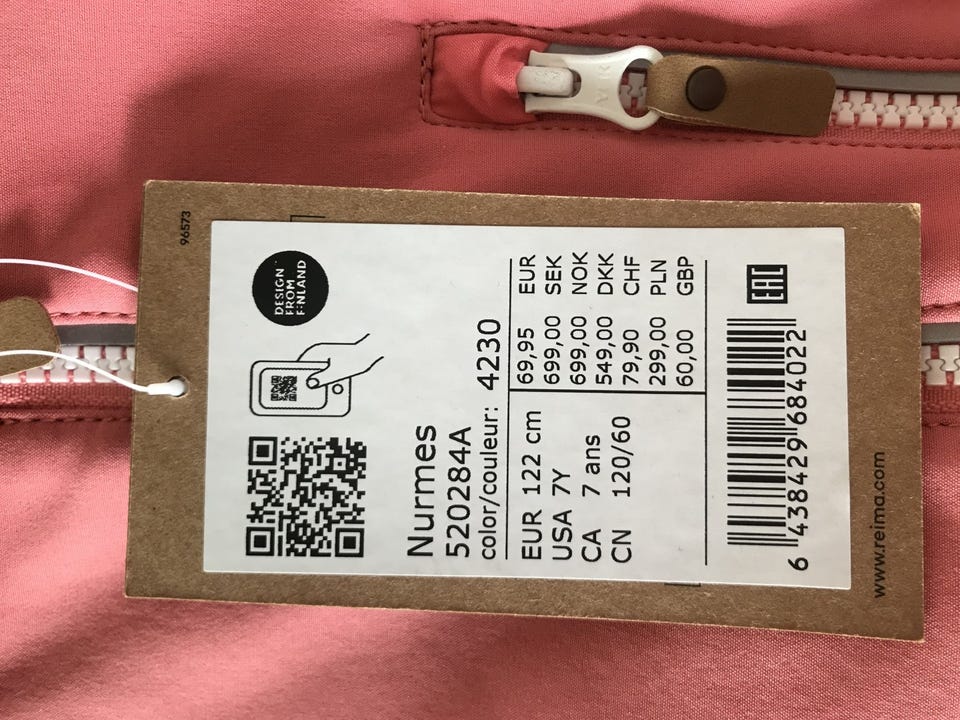 YKK
96573
DESIGN
FROM
FINLAND
Nurmes
520284A
color/couleur: 4230
EUR 122 cm
USA 7Y
CA 7 ans
CN 120/60
69,95 EUR
699,00 SEK
699,00 NOK
549,00 DKK
79,90 CHF
299,00 PLN
60,00 GBP
EAC
6 438429 684022
www.reima.com